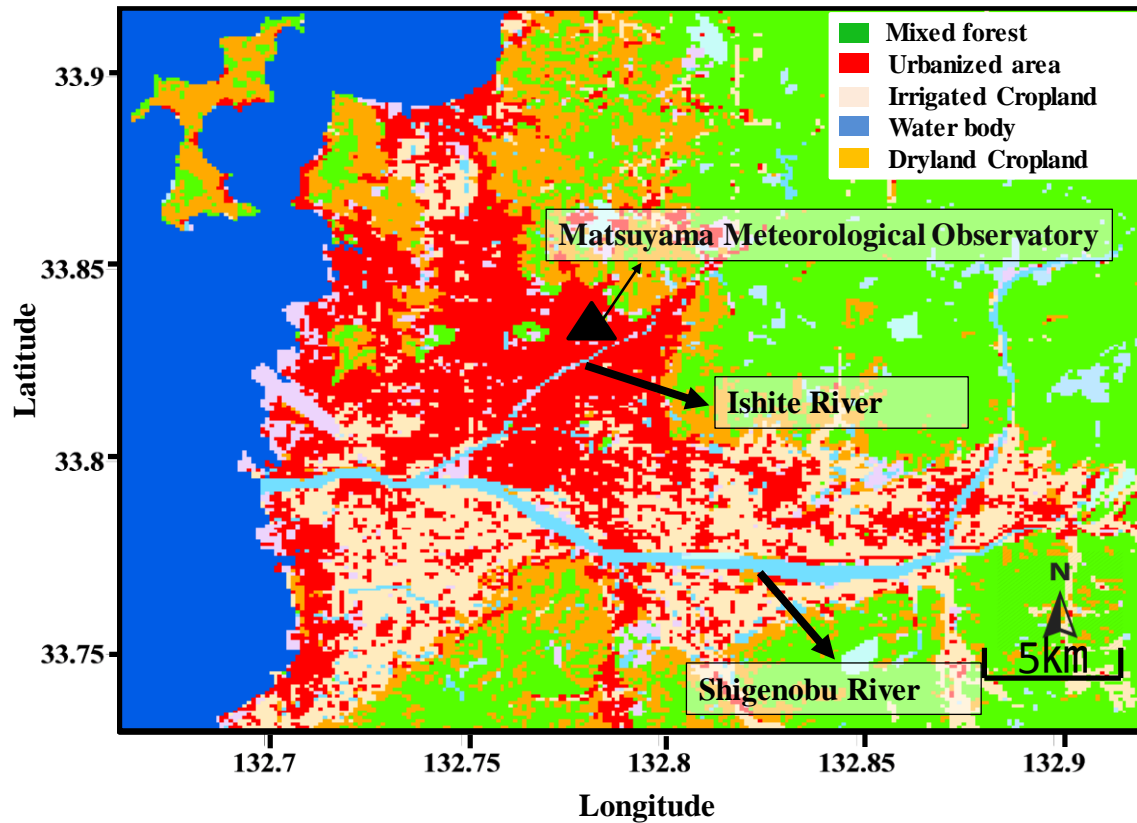 Mixed forest
Urbanized area
Irrigated Cropland
Water body
Dryland Cropland
33.9
33.85
33.8
33.75
Latitude
Matsuyama Meteorological Observatory
Ishite River
Shigenobu River
N
5km
132.7
132.75
132.8
132.85
132.9
Longitude